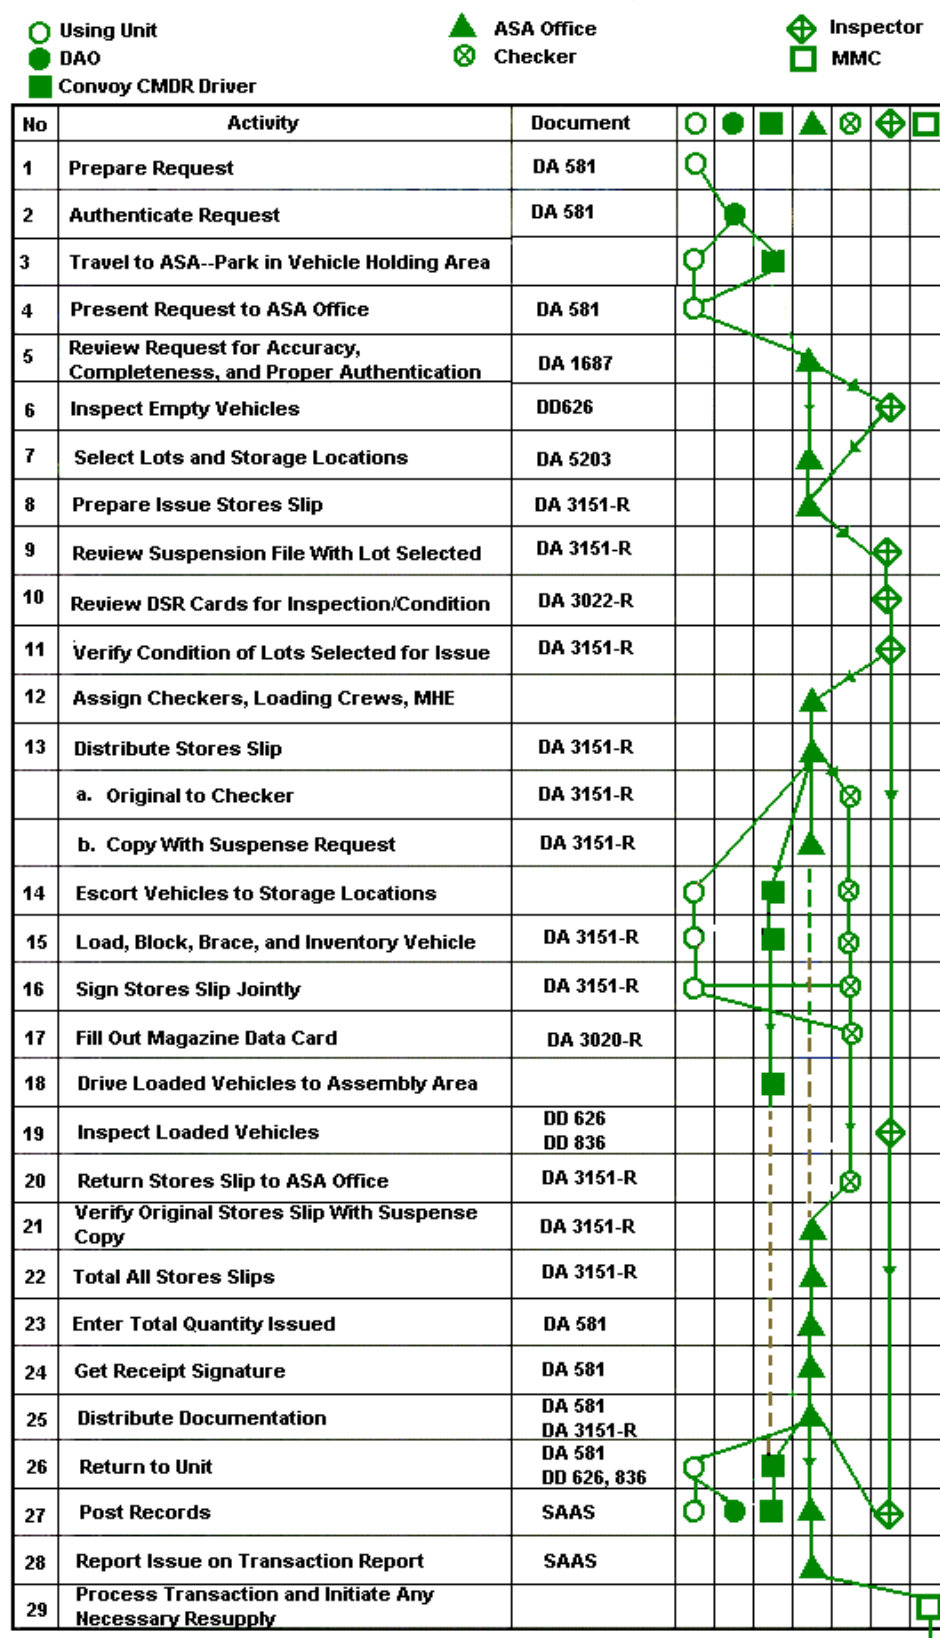 Using Unit
ASA Office
Inspector
DAO
Checker
MMC
Convoy CMDR Driver
No Activity Document
1 Prepare Request DA 581
2 Authenticate Request DA 581
3 Travel to ASA--Park in Vehicle Holding Area
4 Present Request to ASA Office DA 581
5 Review Request for Accuracy,
Completeness, and Proper Authentication DA 1687
6 Inspect Empty Vehicles DD626
7 Select Lots and Storage Locations DA 5203
8 Prepare Issue Stores Slip DA 3151-R
9 Review Suspension File With Lot Selected DA 3151-R
10 Review DSR Cards for Inspection/Condition DA 3022-R
11 Verify Condition of Lots Selected for Issue DA 3151-R
12 Assign Checkers, Loading Crews, MHE
13 Distribute Stores Slip DA 3151-R
a. Original to Checker DA 3151-R
b. Copy With Suspense Request DA 3151-R
14 Escort Vehicles to Storage Locations
15 Load, Block, Brace, and Inventory Vehicle DA 3151-R
16 Sign Stores Slip Jointly DA 3151-R
17 Fill Out Magazine Data Card DA 3020-R
18 Drive Loaded Vehicles to Assembly Area
19 Inspect Loaded Vehicles DD 626
DD 836
20 Return Stores Slip to ASA Office DA 3151-R
21 Verify Original Stores Slip With Suspense
Copy DA 3151-R
22 Total All Stores Slips DA 3151-R
23 Enter Total Quantity Issued DA 581
24 Get Receipt Signature DA 581
25 Distribute Documentation DA 581
DA 3151-R
26 Return to Unit DA 581
DD 626, 836
27 Post Records SAAS
28 Report Issue on Transaction Report SAAS
29 Process Transaction and Initiate Any
Necessary Resupply